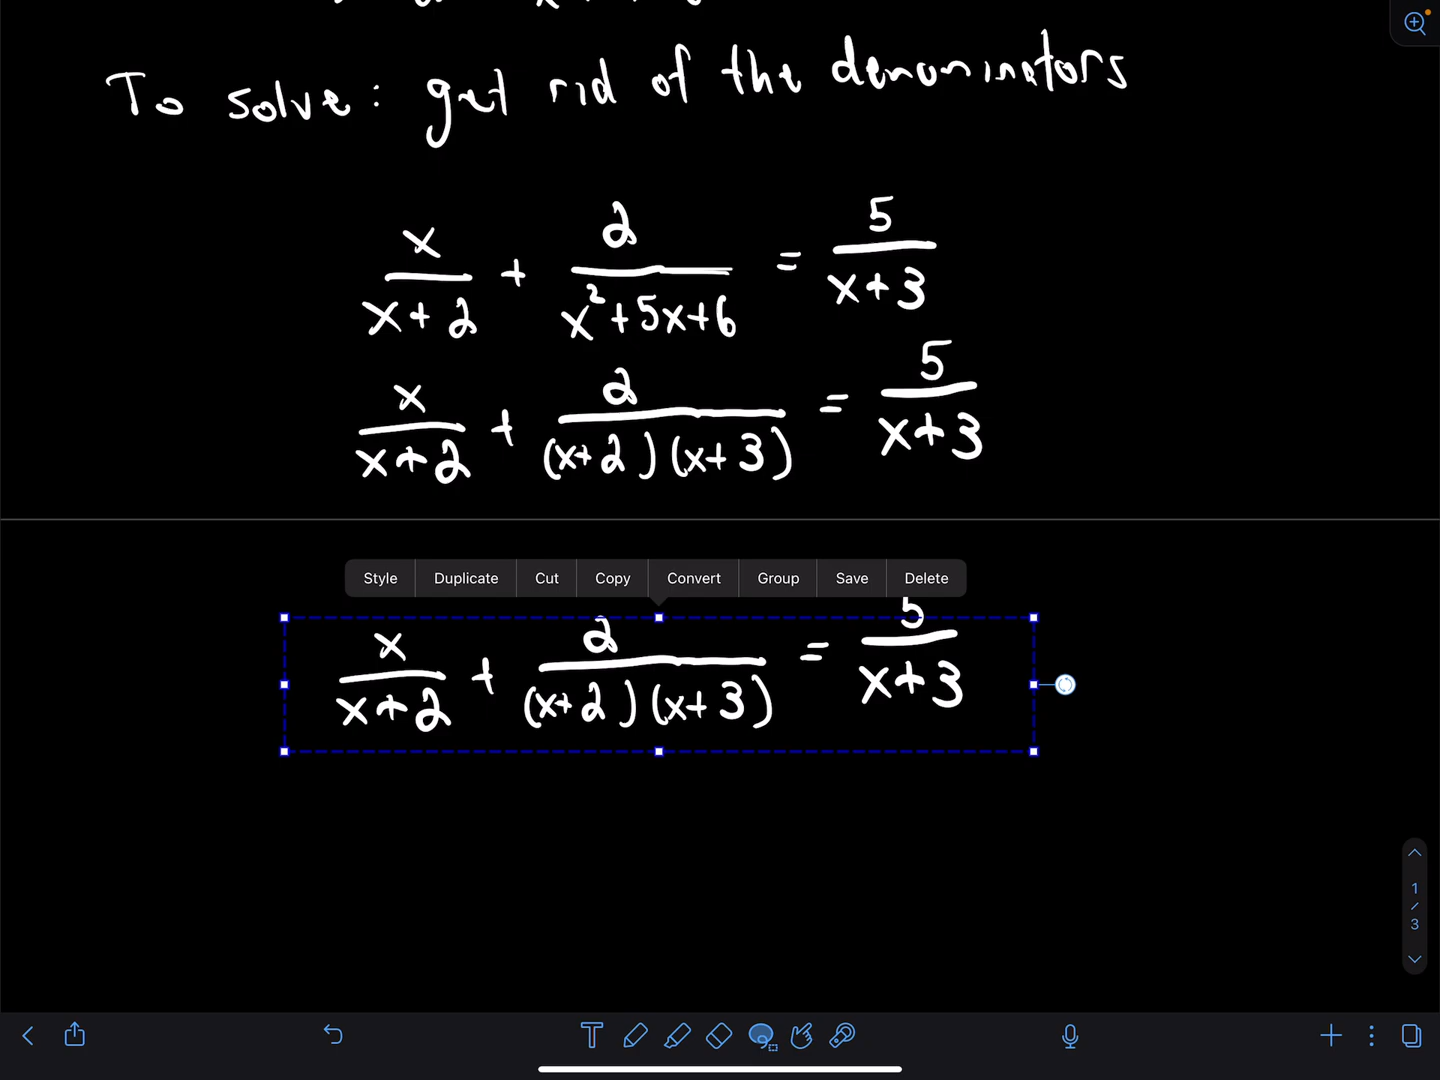 To solve: get rid of the denominators
x/(x+2) + 2/(x²+5x+6) = 5/(x+3)
x/(x+2) + 2/((x+2)(x+3)) = 5/(x+3)
Style Duplicate Cut Copy Convert Group Save Delete
x/(x+2) + 2/((x+2)(x+3)) = 5/(x+3)
1
/
3